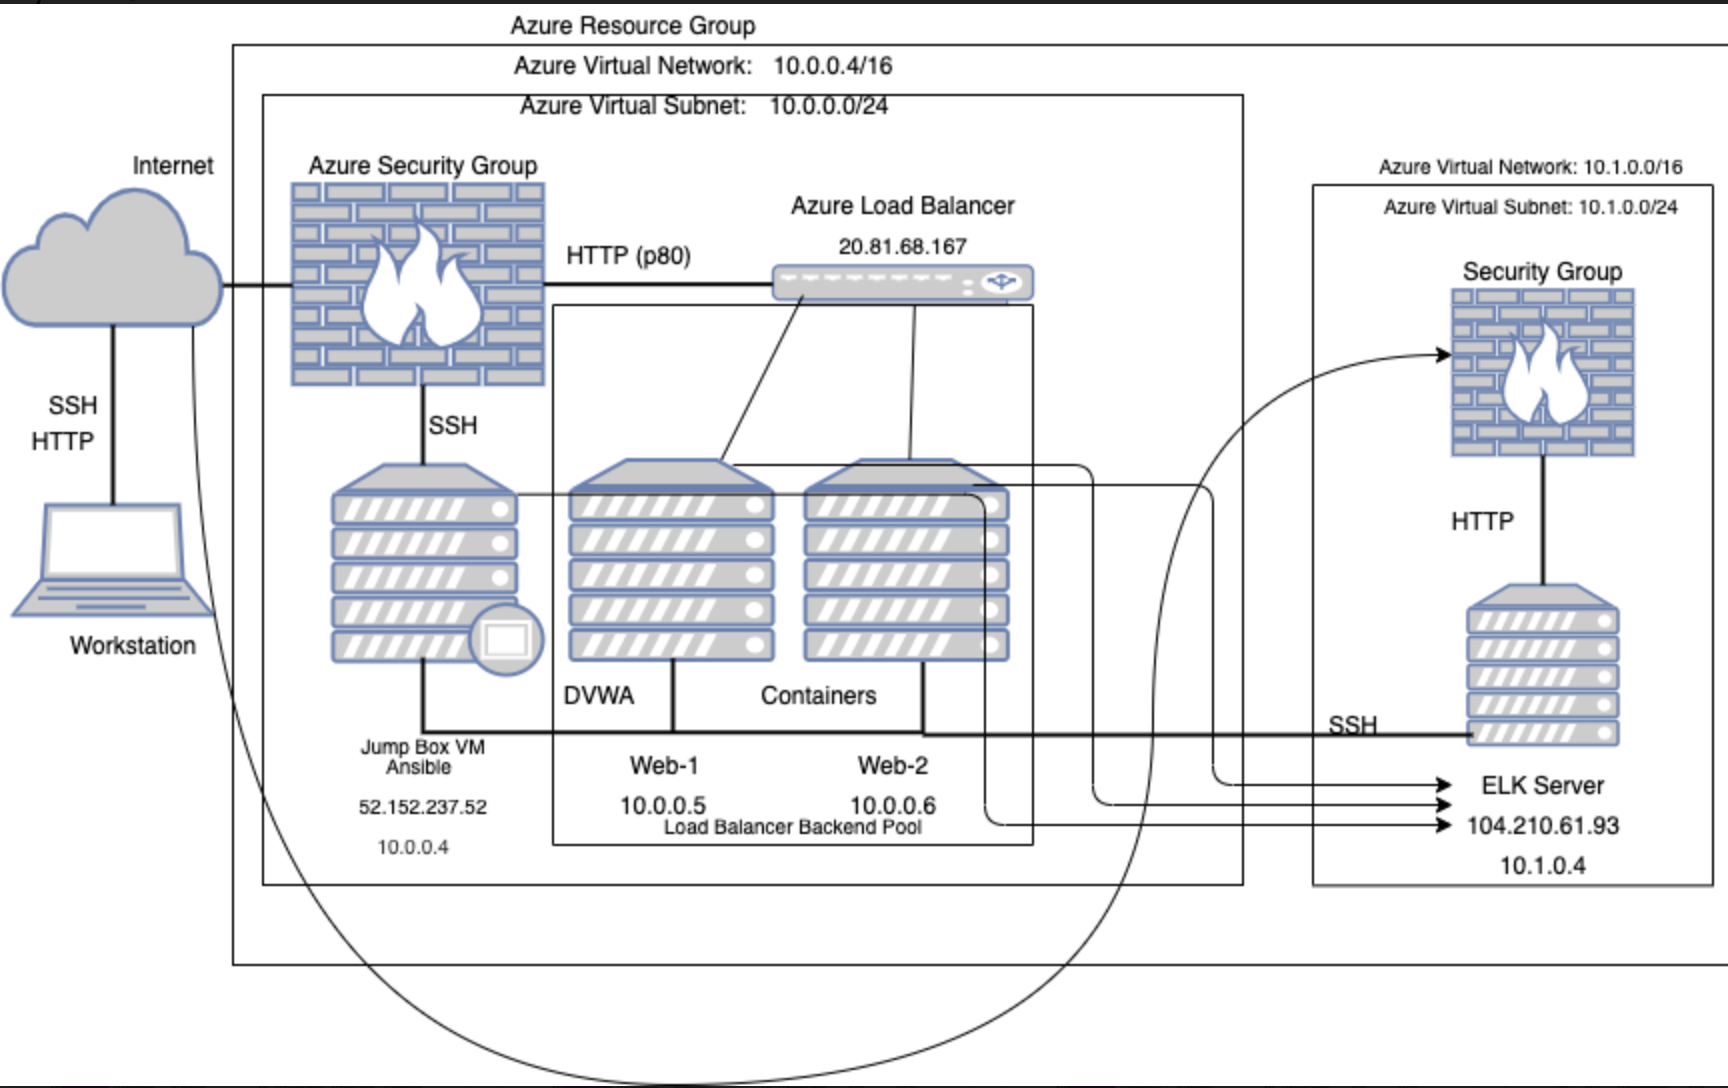 Azure Resource Group
Azure Virtual Network: 10.0.0.4/16
Azure Virtual Subnet: 10.0.0.0/24
Internet
Azure Security Group
Azure Load Balancer
20.81.68.167
HTTP (p80)
SSH
HTTP
Workstation
SSH
DVWA
Containers
Jump Box VM
Ansible
52.152.237.52
10.0.0.4
Web-1
10.0.0.5
Web-2
10.0.0.6
Load Balancer Backend Pool
Azure Virtual Network: 10.1.0.0/16
Azure Virtual Subnet: 10.1.0.0/24
Security Group
HTTP
SSH
ELK Server
104.210.61.93
10.1.0.4